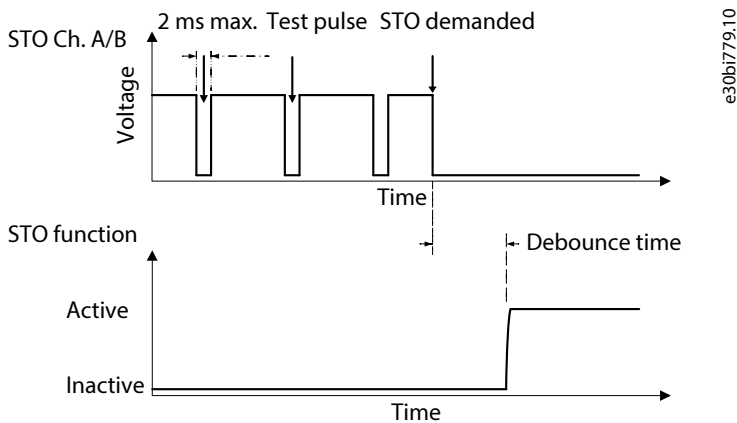 2 ms max. Test pulse STO demanded
STO Ch. A/B
Voltage
Time
STO function
Debounce time
Active
Inactive
Time
e30bi779.10